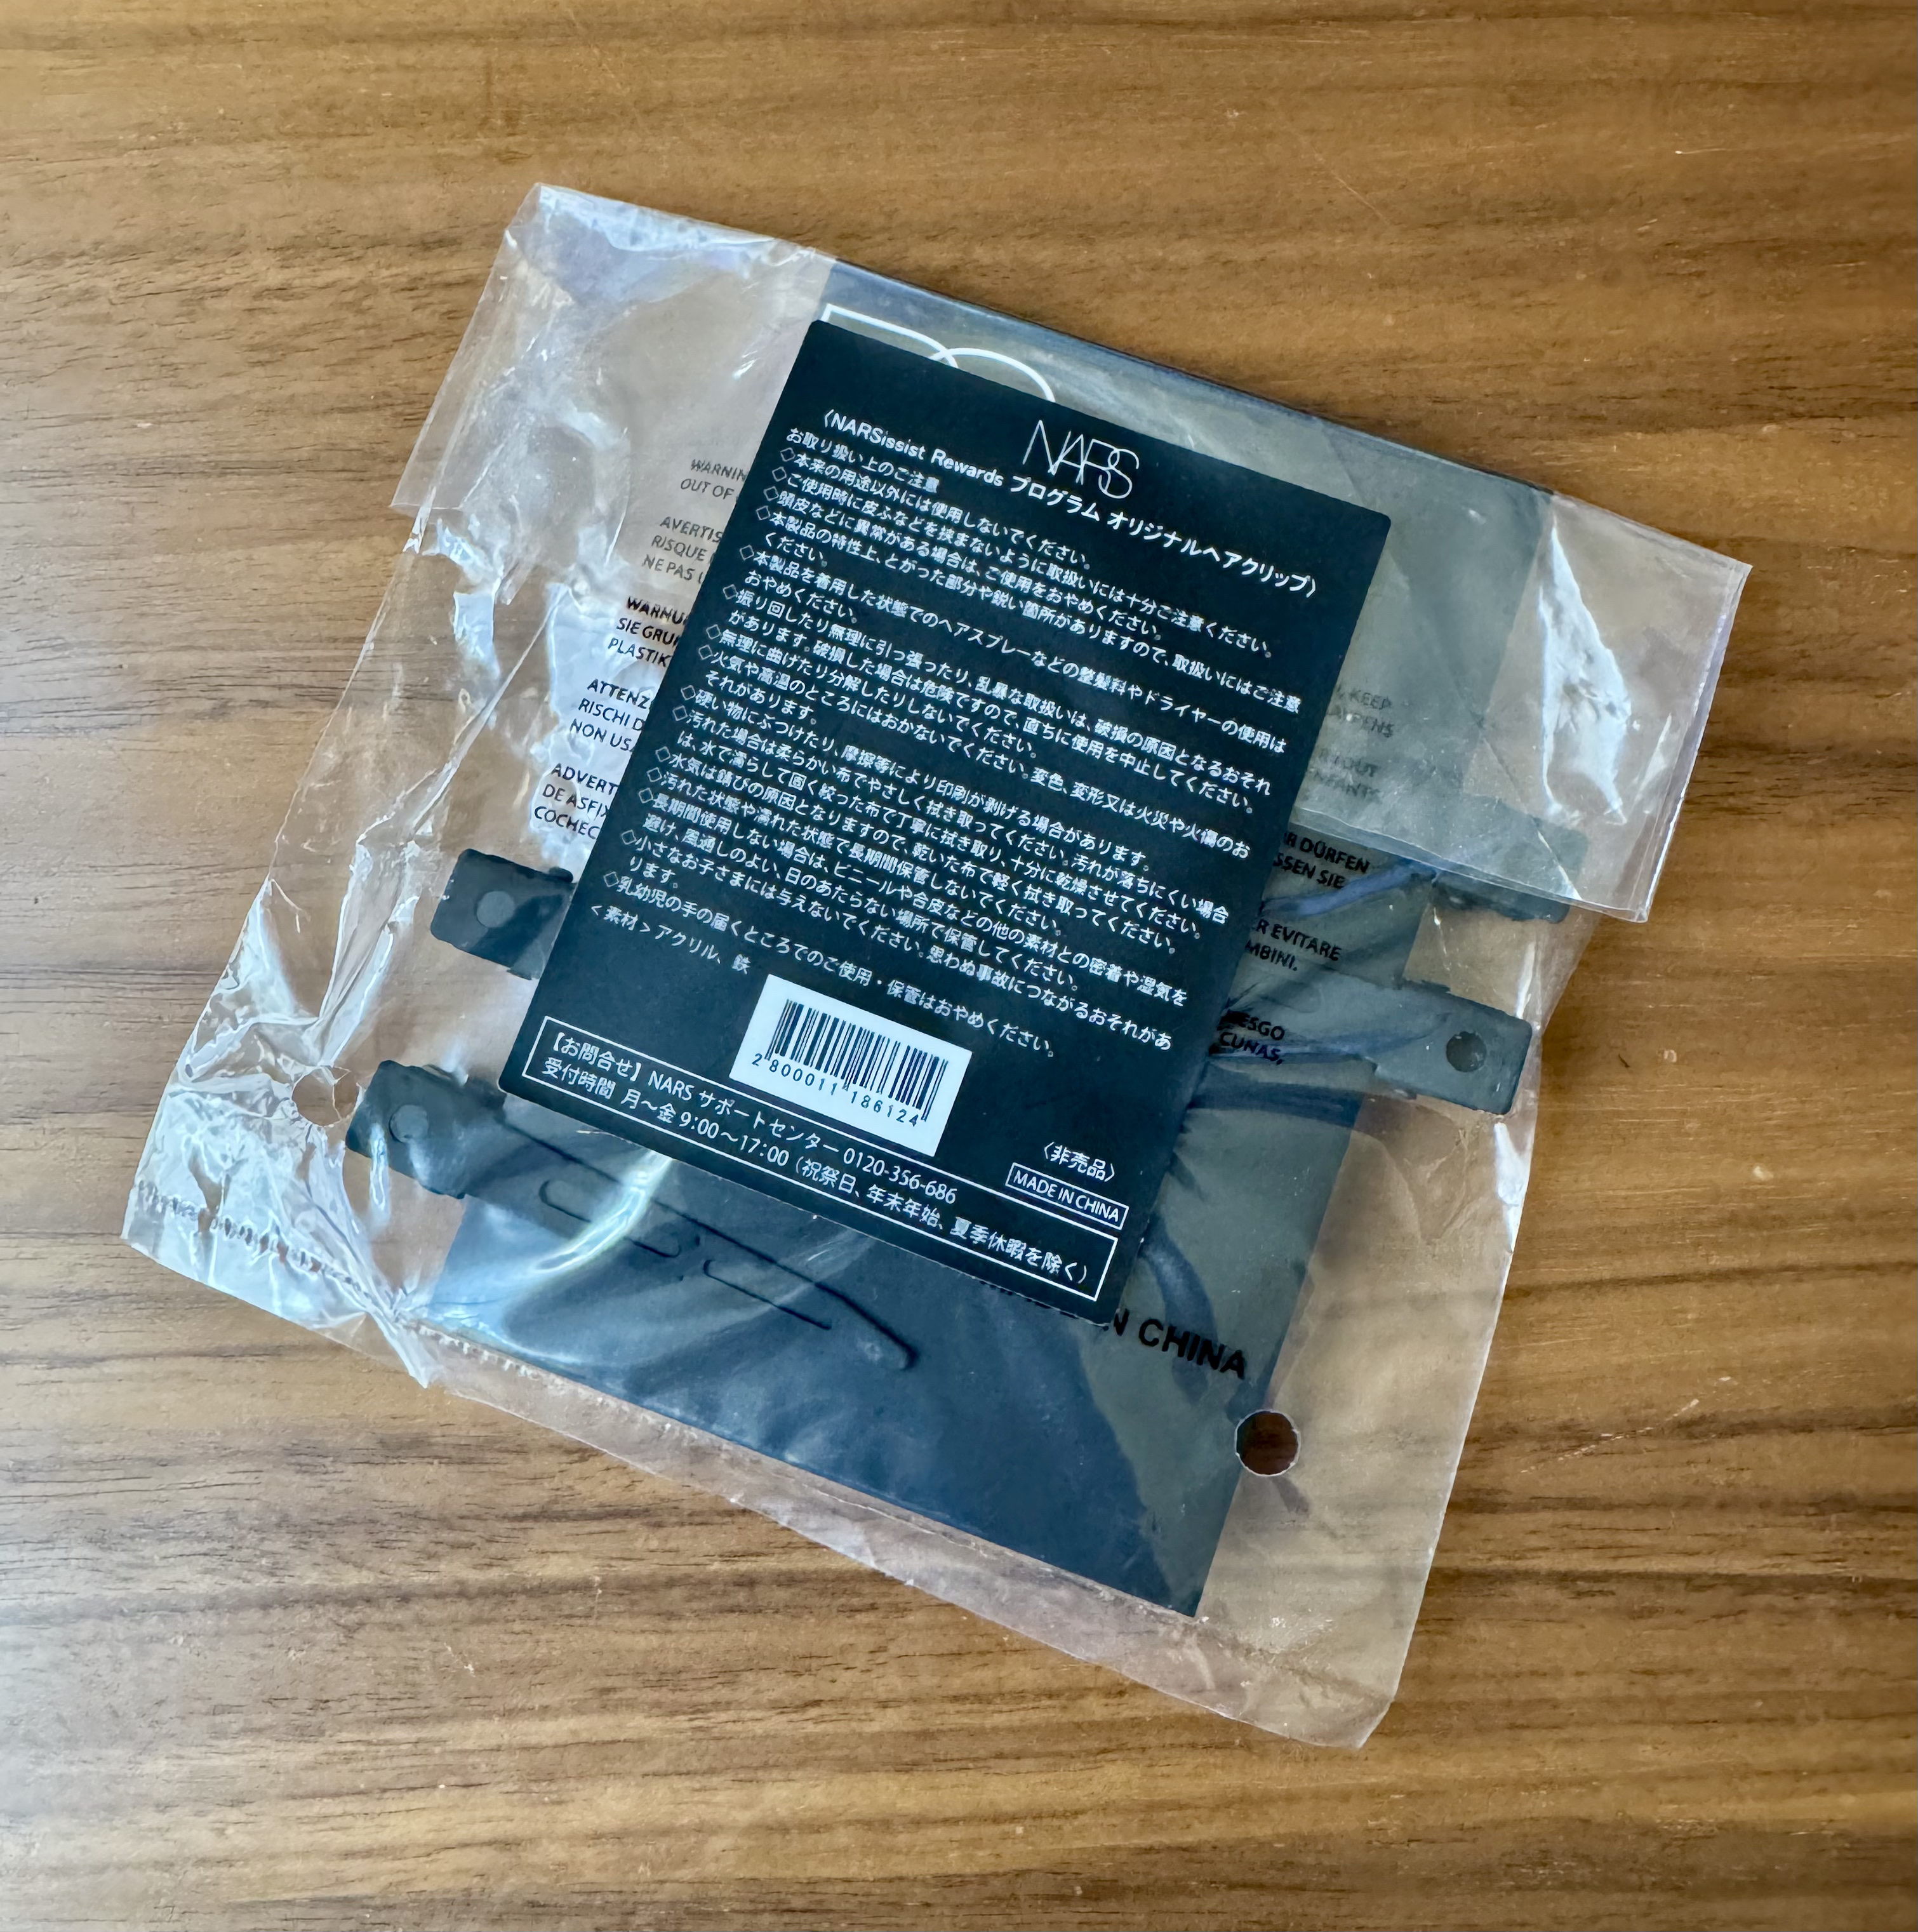 NARS
〈NARSissist Rewards プログラム オリジナルヘアクリップ〉
お取り扱い上のご注意
◇本来の用途以外には使用しないでください。
◇ご使用時に皮ふなどを挟まないように取扱いには十分ご注意ください。
◇頭皮などに異常がある場合は、ご使用をおやめください。
◇本製品の特性上、とがった部分や鋭い箇所がありますので、取扱いにはご注意
ください。
◇本製品を着用した状態でのヘアスプレーなどの整髪料やドライヤーの使用は
おやめください。
◇振り回したり無理に引っ張ったり、乱暴な取扱いは、破損の原因となるおそれ
があります。破損した場合は危険ですので、直ちに使用を中止してください。
◇無理に曲げたり分解したりしないでください。
◇火気や高温のところにはおかないでください。変色、変形又は火災や火傷のお
それがあります。
◇硬い物にぶつけたり、摩擦等により印刷が剥げる場合があります。
◇汚れた場合は柔らかい布でやさしく拭き取ってください。汚れが落ちにくい場合
は、水で濡らして固く絞った布で丁寧に拭き取り、十分に乾燥させてください。
◇水気は錆びの原因となりますので、乾いた布で軽く拭き取ってください。
◇汚れた状態や濡れた状態で長期間保管しないでください。
◇長期間使用しない場合は、ビニールや合皮などの他の素材との密着や湿気を
避け、風通しのよい、日のあたらない場所で保管してください。
◇小さなお子さまには与えないでください。思わぬ事故につながるおそれがあ
ります。
◇乳幼児の手の届くところでのご使用・保管はおやめください。
＜素材＞アクリル、鉄
2 800011 186124
〈非売品〉
MADE IN CHINA
【お問合せ】NARS サポートセンター 0120-356-686
受付時間 月～金 9:00～17:00（祝祭日、年末年始、夏季休暇を除く）
OUT OF
RISQUE
NE PAS
SIE
ATTENZ
RISCHI D
NON US
ADVERT
DE ASFI
COCHEC
KEEP
DÜRFEN
SSEN SIE
EVITARE
MBINI.
ESGO
CUNAS,
CHINA